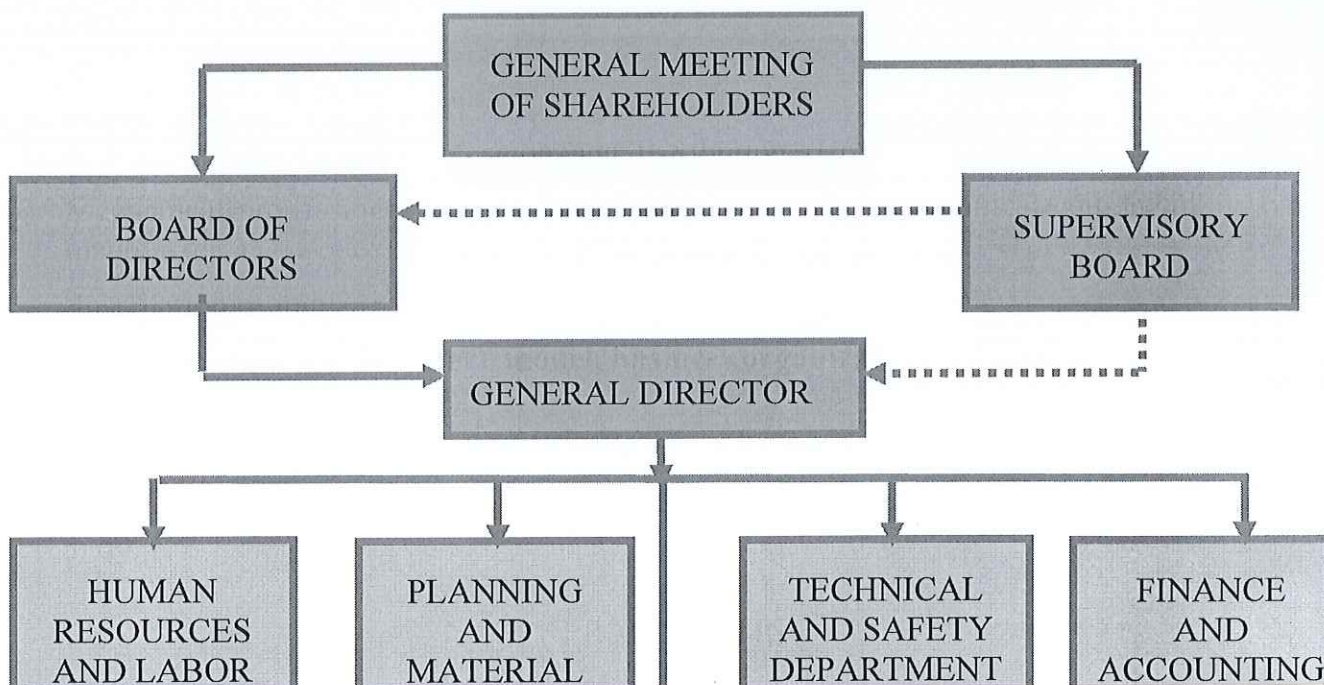 GENERAL MEETING
OF SHAREHOLDERS
BOARD OF
DIRECTORS
SUPERVISORY
BOARD
GENERAL DIRECTOR
HUMAN
RESOURCES
AND LABOR
PLANNING
AND
MATERIAL
TECHNICAL
AND SAFETY
DEPARTMENT
FINANCE
AND
ACCOUNTING